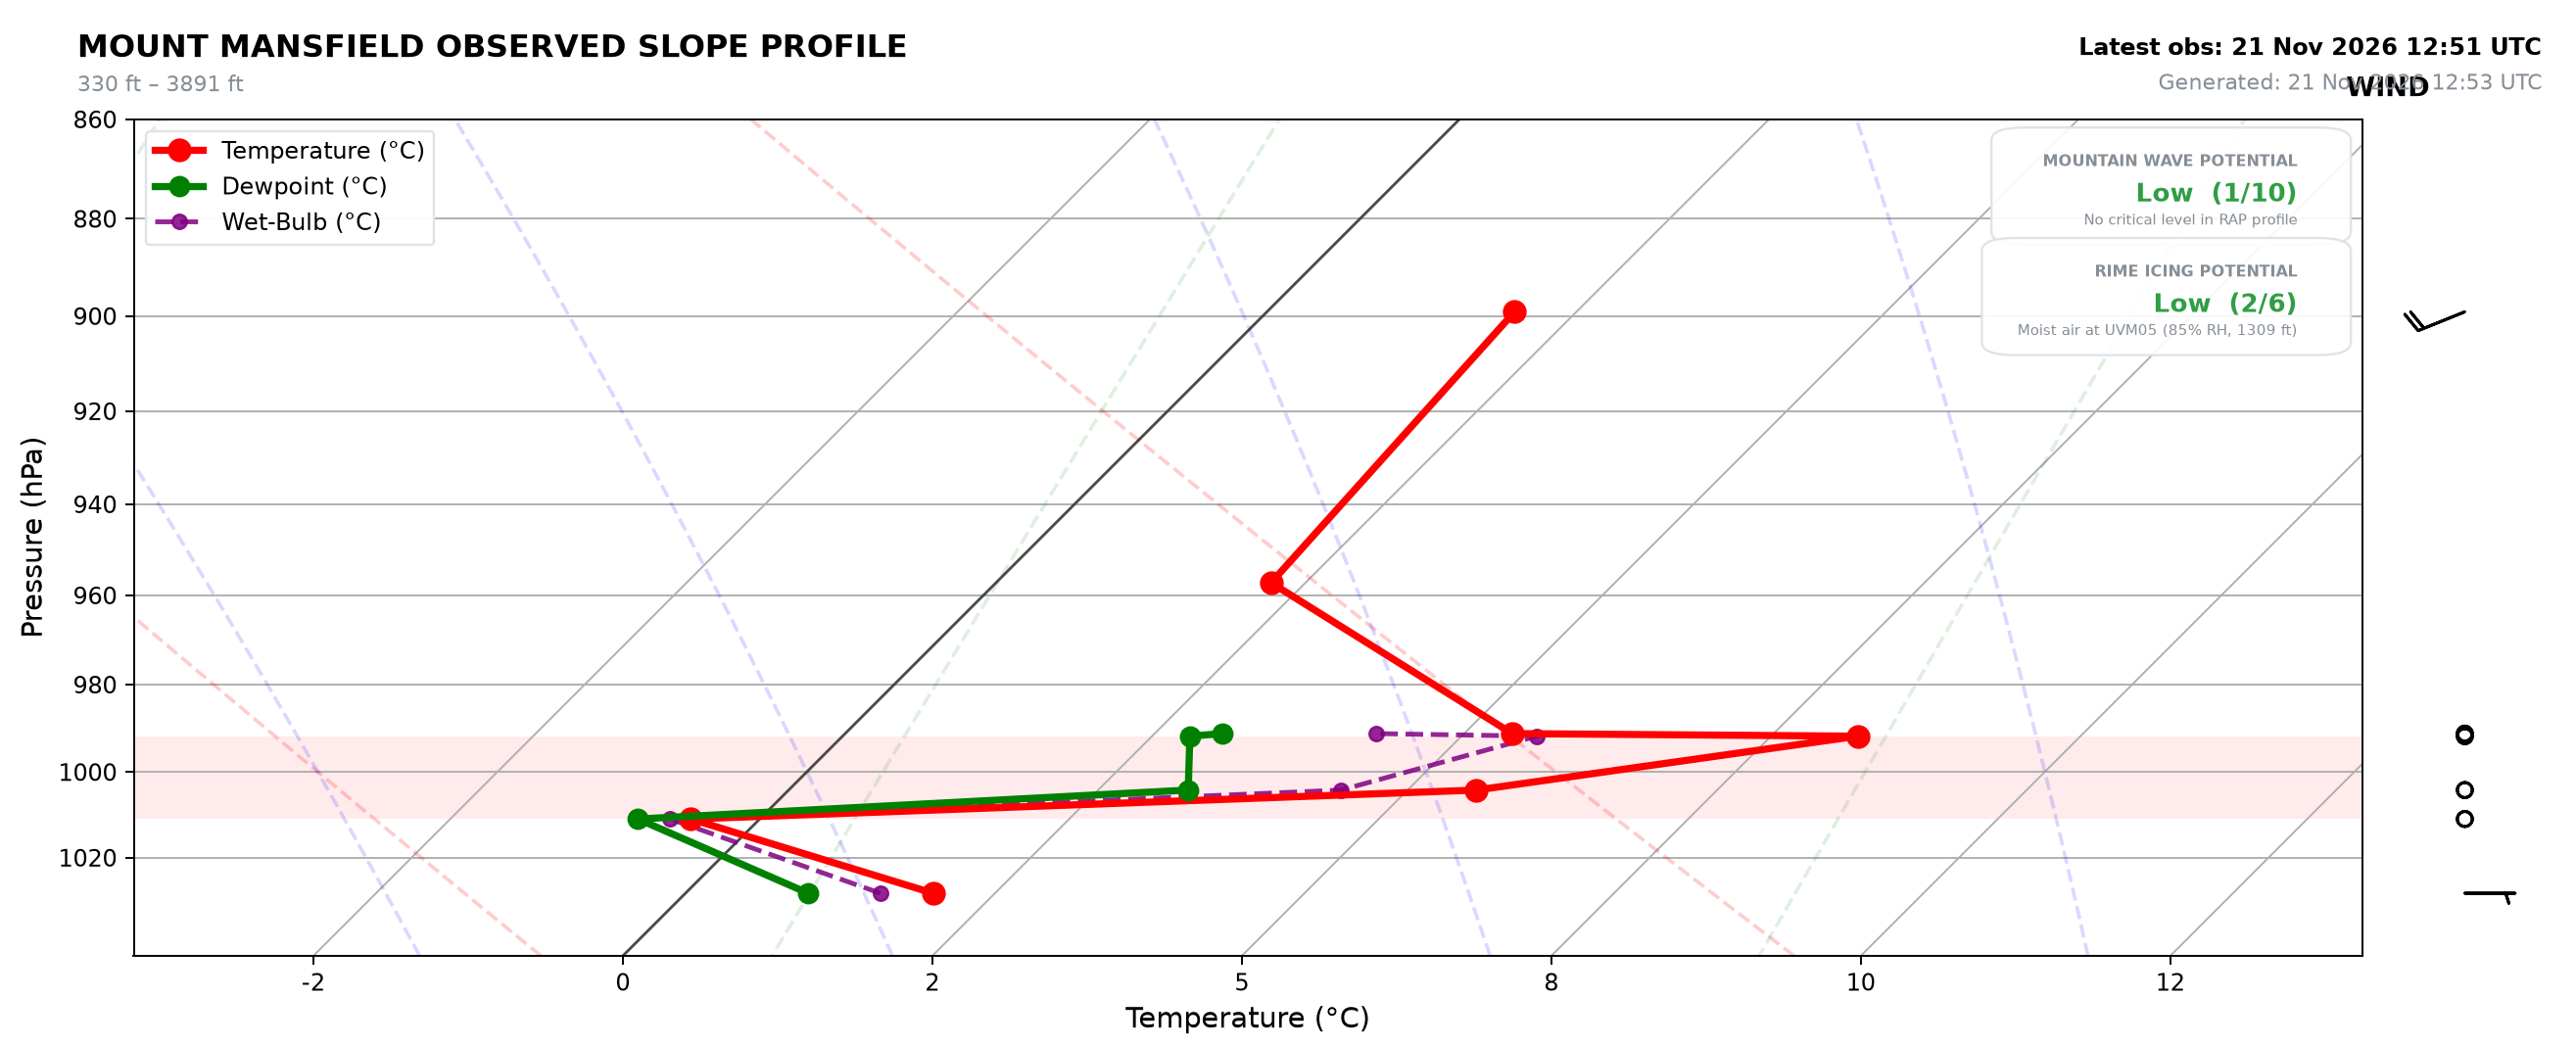 MOUNT MANSFIELD OBSERVED SLOPE PROFILE
330 ft – 3891 ft
Latest obs: 21 Nov 2026 12:51 UTC
Generated: 21 Nov 2026 12:53 UTC
WIND
Temperature (°C)
Dewpoint (°C)
Wet-Bulb (°C)
MOUNTAIN WAVE POTENTIAL
Low (1/10)
No critical level in RAP profile
RIME ICING POTENTIAL
Low (2/6)
Moist air at UVM05 (85% RH, 1309 ft)
Pressure (hPa)
860
880
900
920
940
960
980
1000
1020
-2
0
2
5
8
10
12
Temperature (°C)